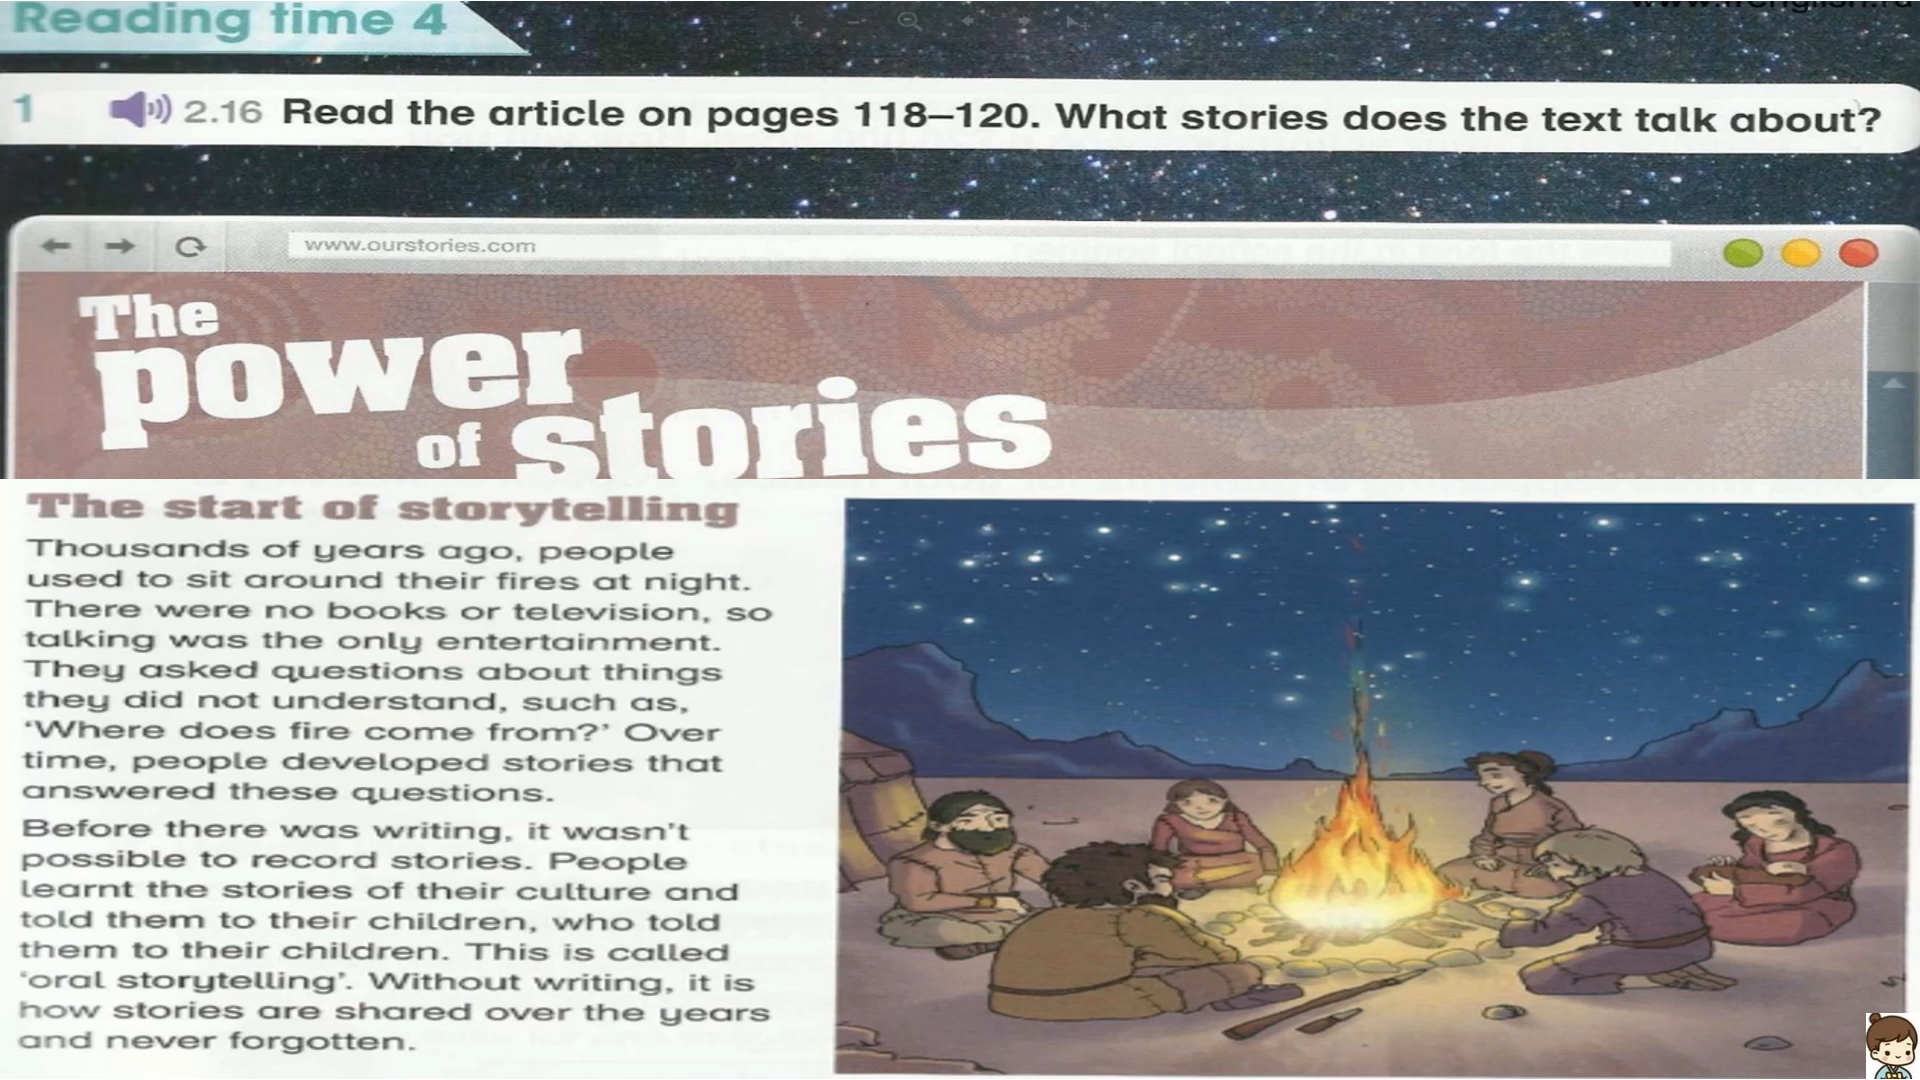 Reading time 4
1 2.16 Read the article on pages 118–120. What stories does the text talk about?
www.ourstories.com
The
power
of stories
The start of storytelling
Thousands of years ago, people
used to sit around their fires at night.
There were no books or television, so
talking was the only entertainment.
They asked questions about things
they did not understand, such as,
‘Where does fire come from?’ Over
time, people developed stories that
answered these questions.
Before there was writing, it wasn’t
possible to record stories. People
learnt the stories of their culture and
told them to their children, who told
them to their children. This is called
‘oral storytelling’. Without writing, it is
how stories are shared over the years
and never forgotten.